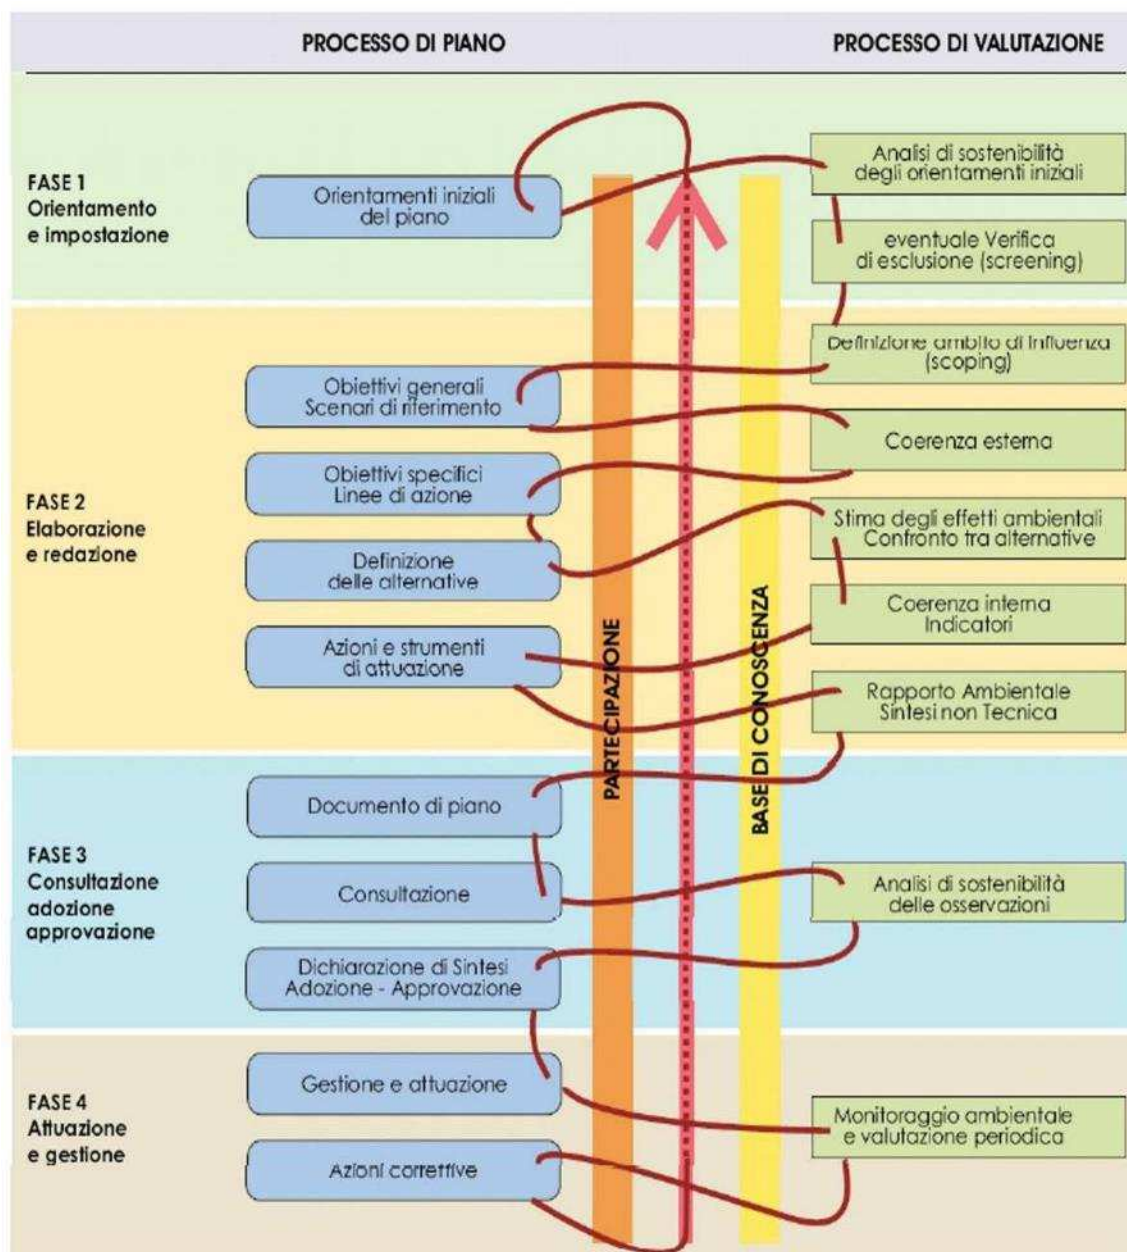 PROCESSO DI PIANO
PROCESSO DI VALUTAZIONE
FASE 1
Orientamento
e impostazione
Orientamenti iniziali
del piano
Analisi di sostenibilità
degli orientamenti iniziali
eventuale Verifica
di esclusione (screening)
FASE 2
Elaborazione
e redazione
Obiettivi generali
Scenari di riferimento
Obiettivi specifici
Linee di azione
Definizione
delle alternative
Azioni e strumenti
di attuazione
Definizione ambito di influenza
(scoping)
Coerenza esterna
Stima degli effetti ambientali
Confronto tra alternative
Coerenza interna
Indicatori
Rapporto Ambientale
Sintesi non Tecnica
PARTECIPAZIONE
BASE DI CONOSCENZA
FASE 3
Consultazione
adozione
approvazione
Documento di piano
Consultazione
Dichiarazione di Sintesi
Adozione - Approvazione
Analisi di sostenibilità
delle osservazioni
FASE 4
Attuazione
e gestione
Gestione e attuazione
Azioni correttive
Monitoraggio ambientale
e valutazione periodica